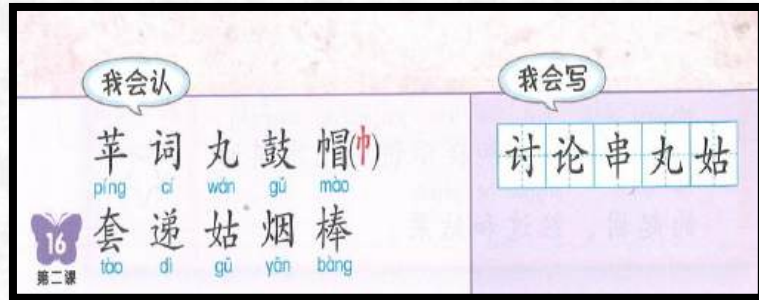 我会认
苹 词 丸 鼓 帽(巾)
píng cí wán gǔ mào
套 递 姑 烟 棒
tào dì gū yān bàng
16
第二课
我会写
讨 论 串 丸 姑